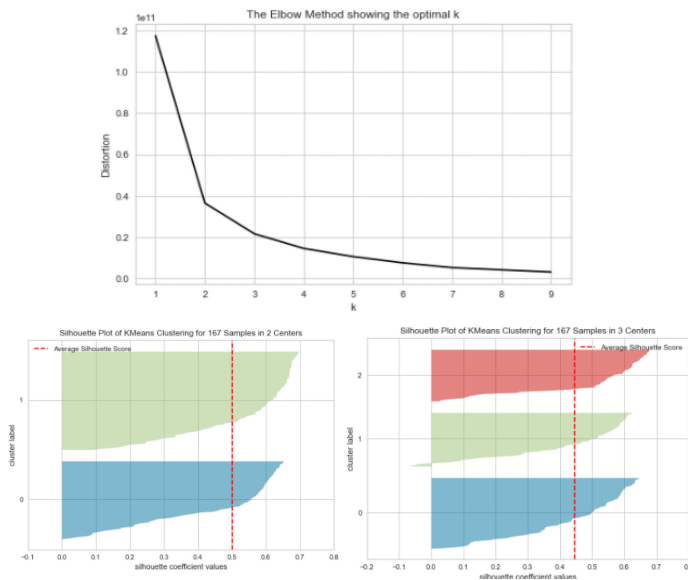 The Elbow Method showing the optimal k
1e11
1.2
1.0
0.8
0.6
0.4
0.2
0.0
Distortion
1 2 3 4 5 6 7 8 9
k
Silhouette Plot of KMeans Clustering for 167 Samples in 2 Centers
Average Silhouette Score
1
0
cluster label
-0.1 0.0 0.1 0.2 0.3 0.4 0.5 0.6 0.7 0.8
silhouette coefficient values
Silhouette Plot of KMeans Clustering for 167 Samples in 3 Centers
Average Silhouette Score
2
1
0
cluster label
-0.2 -0.1 0.0 0.1 0.2 0.3 0.4 0.5 0.6 0.7 0.8
silhouette coefficient values